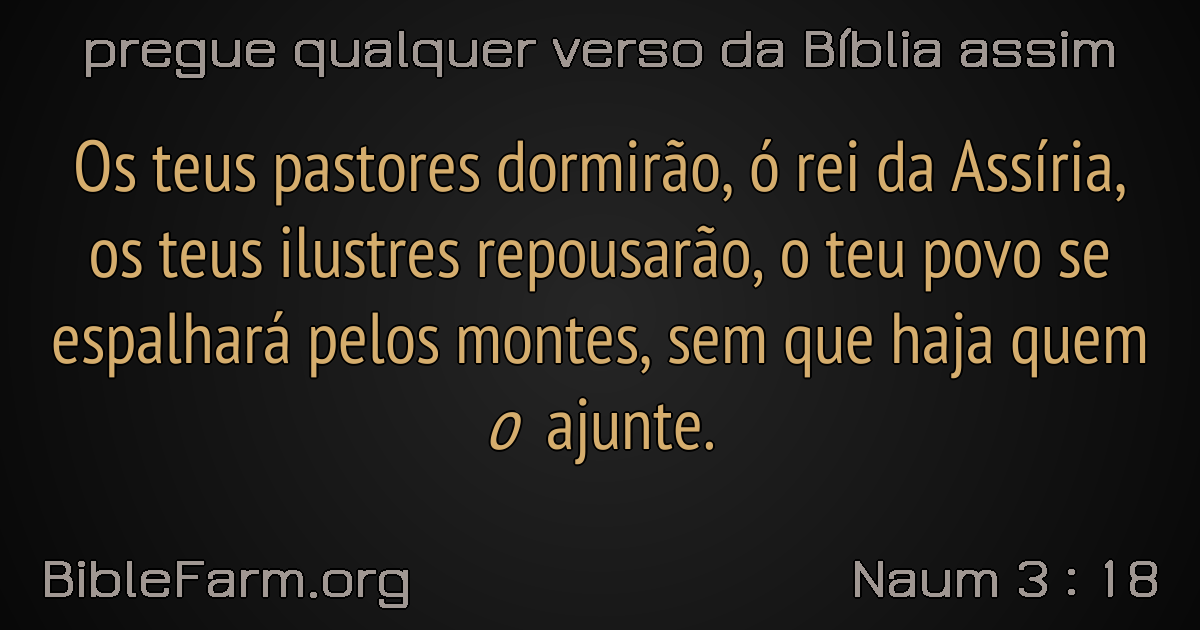 pregue qualquer verso da Bíblia assim
Os teus pastores dormirão, ó rei da Assíria,
os teus ilustres repousarão, o teu povo se
espalhará pelos montes, sem que haja quem
o ajunte.
BibleFarm.org
Naum 3 : 18